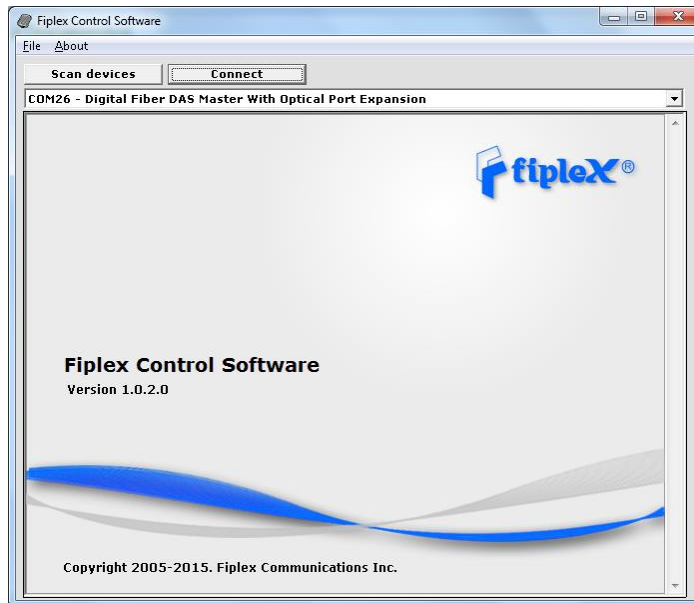 Fiplex Control Software
File About
Scan devices Connect
COM26 - Digital Fiber DAS Master With Optical Port Expansion
fipleX®
Fiplex Control Software
Version 1.0.2.0
Copyright 2005-2015. Fiplex Communications Inc.